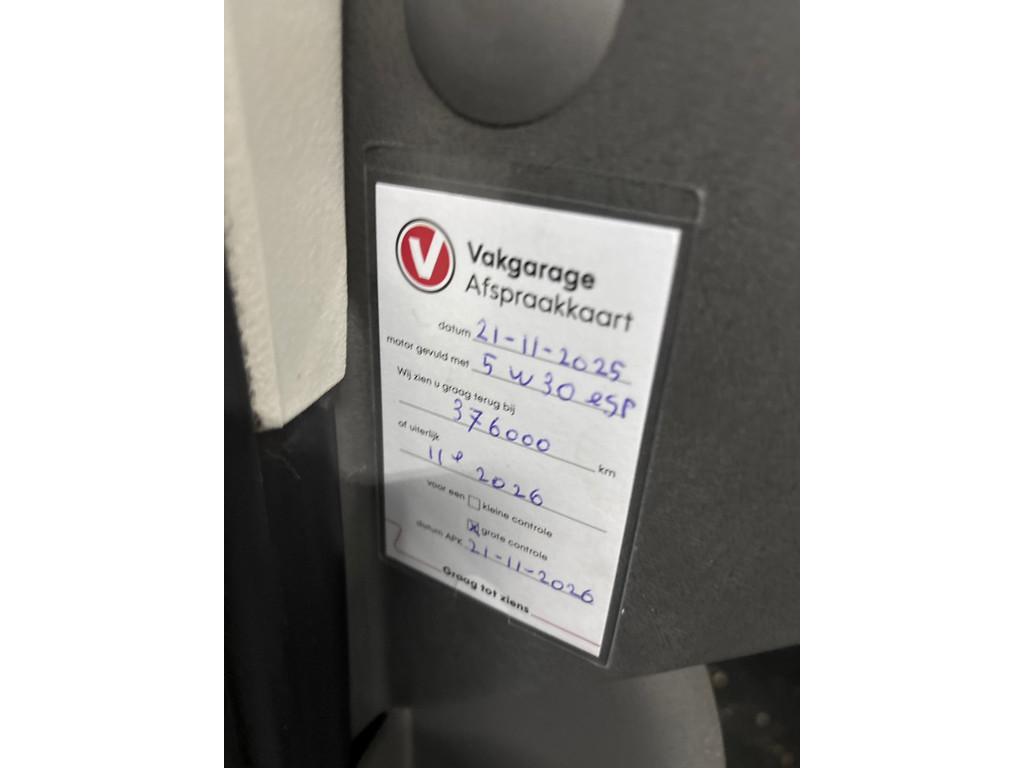 V Vakgarage
Afspraakkaart
datum 21-11-2025
motor gevuld met 5 w 30 esp
Wij zien u graag terug bij
376000 km
of uiterlijk
11 2026
voor een kleine controle
grote controle
datum APK 21-11-2026
Graag tot ziens